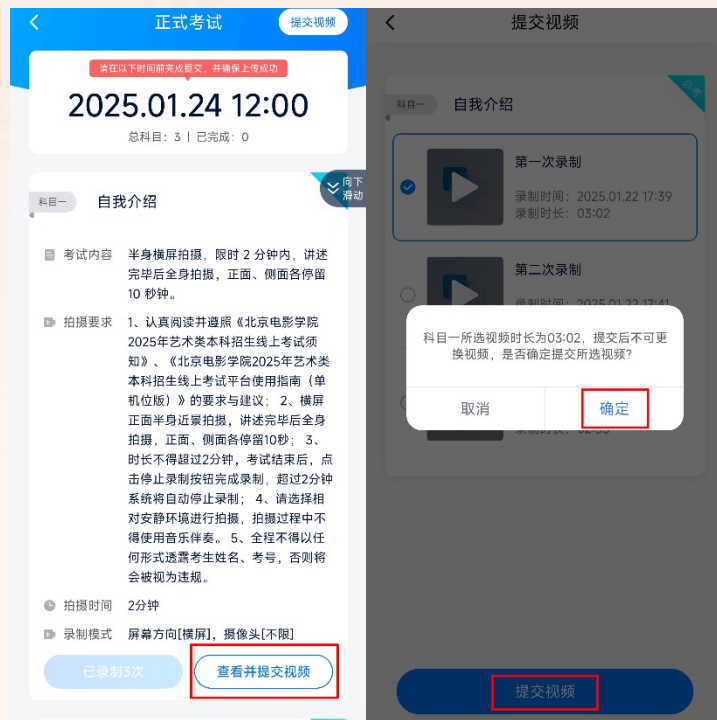 正式考试
提交视频
请在以下时间前完成提交，并确保上传成功
2025.01.24 12:00
总科目：3 | 已完成：0
科目一
自我介绍
向下
滑动
考试内容
半身横屏拍摄，限时 2 分钟内，讲述
完毕后全身拍摄，正面、侧面各停留
10 秒钟。
拍摄要求
1、认真阅读并遵照《北京电影学院
2025年艺术类本科招生线上考试须
知》、《北京电影学院2025年艺术类
本科招生线上考试平台使用指南（单
机位版）》的要求与建议； 2、横屏
正面半身近景拍摄，讲述完毕后全身
拍摄，正面、侧面各停留10秒； 3、
时长不得超过2分钟，考试结束后，点
击停止录制按钮完成录制，超过2分钟
系统将自动停止录制； 4、请选择相
对安静环境进行拍摄，拍摄过程中不
得使用音乐伴奏。 5、全程不得以任
何形式透露考生姓名、考号，否则将
会被视为违规。
拍摄时间
2分钟
录制模式
屏幕方向[横屏]，摄像头[不限]
已录制3次
查看并提交视频
提交视频
科目一
自我介绍
必考
第一次录制
录制时间：2025.01.22 17:39
录制时长：03:02
第二次录制
录制时间：2025.01.22 17:41
科目一所选视频时长为03:02，提交后不可更
换视频，是否确定提交所选视频？
取消
确定
提交视频